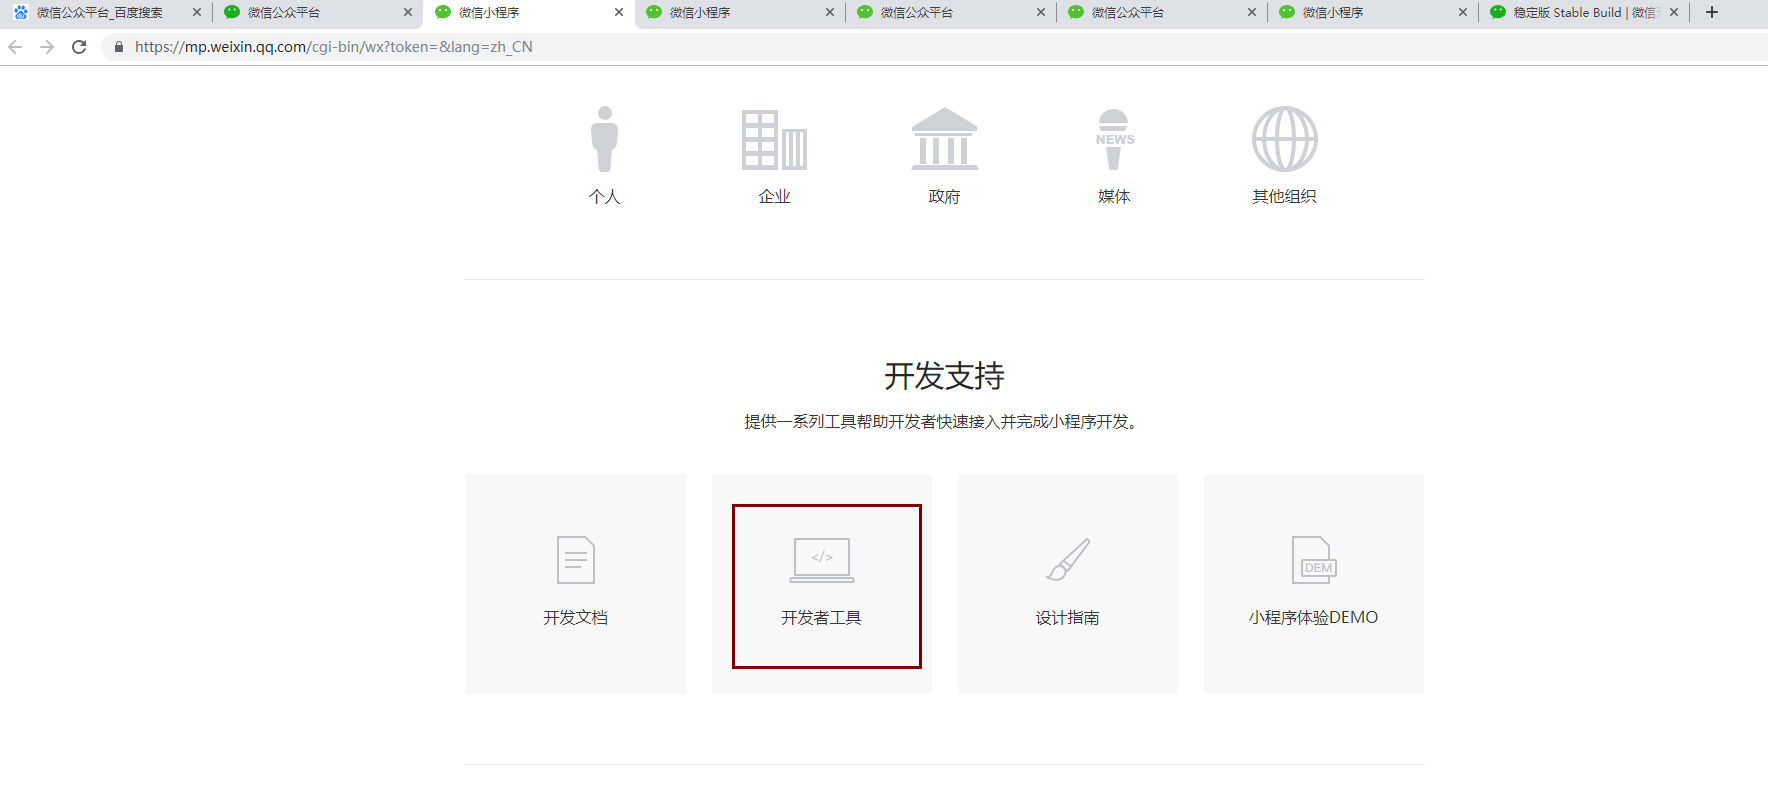 微信公众平台_百度搜索
微信公众平台
微信小程序
微信小程序
微信公众平台
微信公众平台
微信小程序
稳定版 Stable Build | 微信
https://mp.weixin.qq.com/cgi-bin/wx?token=&lang=zh_CN
NEWS
个人
企业
政府
媒体
其他组织
开发支持
提供一系列工具帮助开发者快速接入并完成小程序开发。
</>
DEM
开发文档
开发者工具
设计指南
小程序体验DEMO